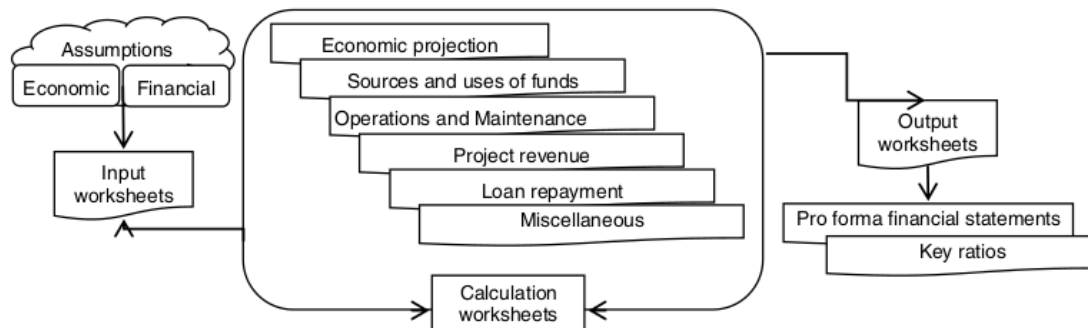 Assumptions
Economic
Financial
Input
worksheets
Economic projection
Sources and uses of funds
Operations and Maintenance
Project revenue
Loan repayment
Miscellaneous
Calculation
worksheets
Output
worksheets
Pro forma financial statements
Key ratios